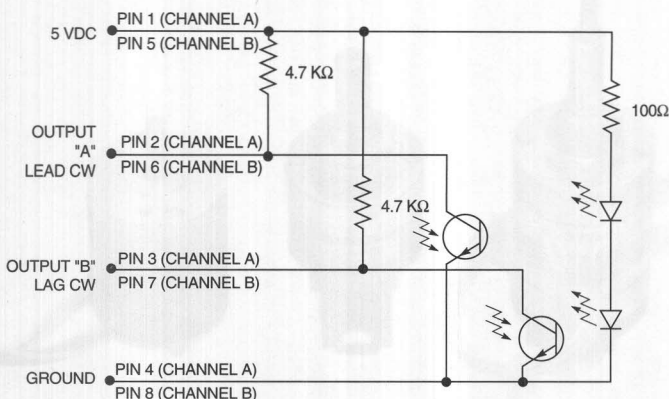 5 VDC
PIN 1 (CHANNEL A)
PIN 5 (CHANNEL B)
4.7 KΩ
100Ω
OUTPUT
"A"
LEAD CW
PIN 2 (CHANNEL A)
PIN 6 (CHANNEL B)
4.7 KΩ
OUTPUT "B"
LAG CW
PIN 3 (CHANNEL A)
PIN 7 (CHANNEL B)
GROUND
PIN 4 (CHANNEL A)
PIN 8 (CHANNEL B)